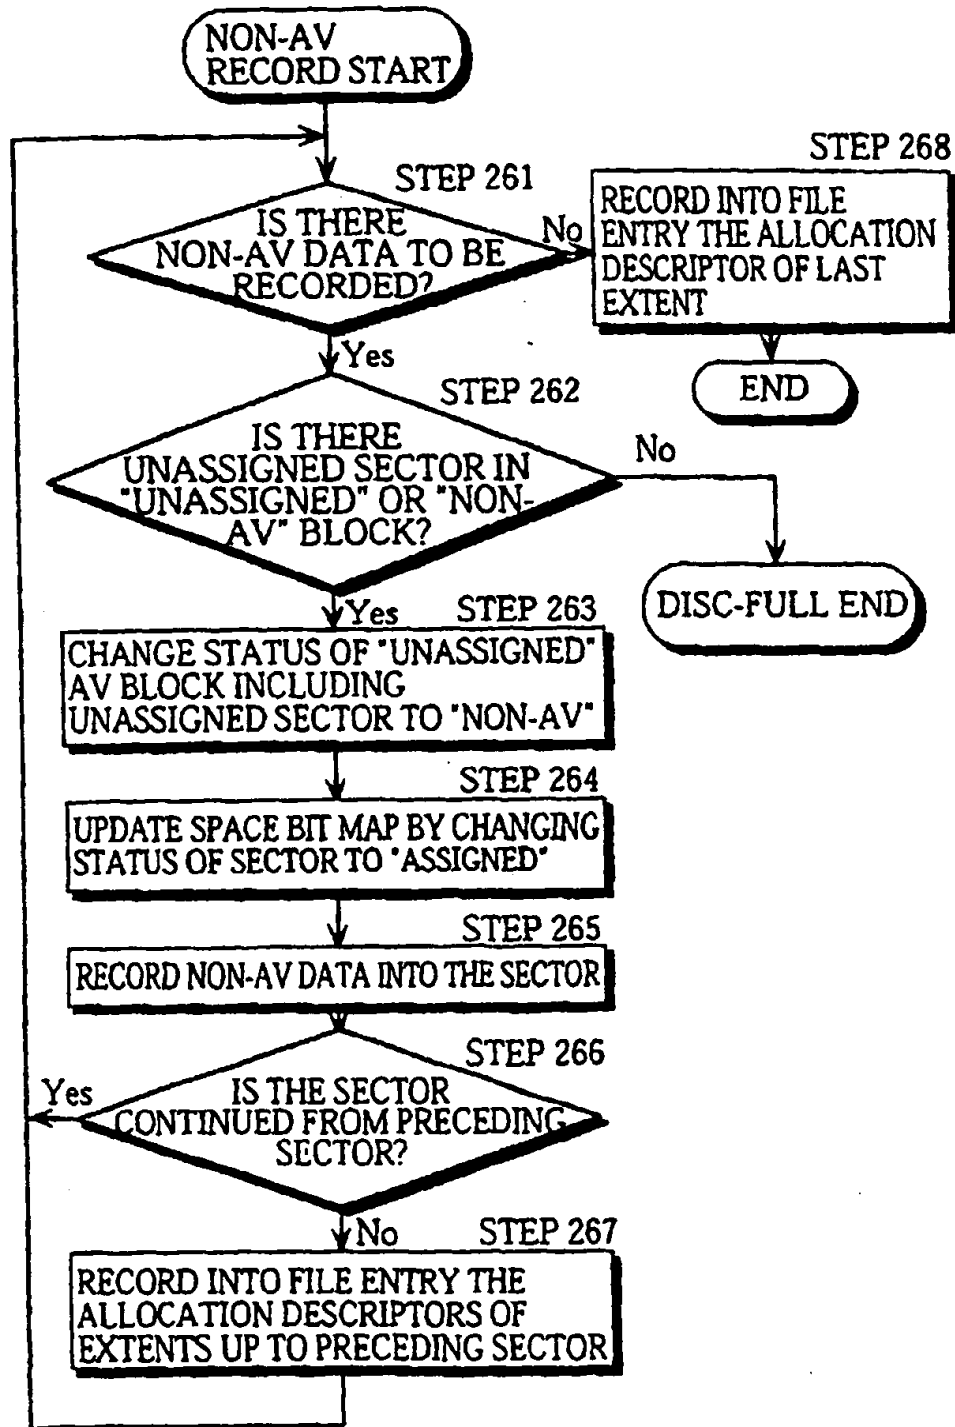 NON-AV
RECORD START
STEP 261
IS THERE
NON-AV DATA TO BE
RECORDED?
No
STEP 268
RECORD INTO FILE
ENTRY THE ALLOCATION
DESCRIPTOR OF LAST
EXTENT
END
Yes
STEP 262
IS THERE
UNASSIGNED SECTOR IN
"UNASSIGNED" OR "NON-
AV" BLOCK?
No
DISC-FULL END
Yes
STEP 263
CHANGE STATUS OF "UNASSIGNED"
AV BLOCK INCLUDING
UNASSIGNED SECTOR TO "NON-AV"
STEP 264
UPDATE SPACE BIT MAP BY CHANGING
STATUS OF SECTOR TO "ASSIGNED"
STEP 265
RECORD NON-AV DATA INTO THE SECTOR
STEP 266
IS THE SECTOR
CONTINUED FROM PRECEDING
SECTOR?
Yes
No
STEP 267
RECORD INTO FILE ENTRY THE
ALLOCATION DESCRIPTORS OF
EXTENTS UP TO PRECEDING SECTOR